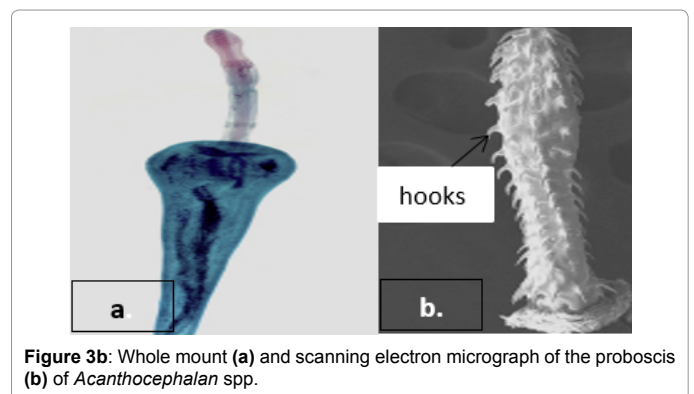 hooks
a.
b.
Figure 3b: Whole mount (a) and scanning electron micrograph of the proboscis
(b) of Acanthocephalan spp.